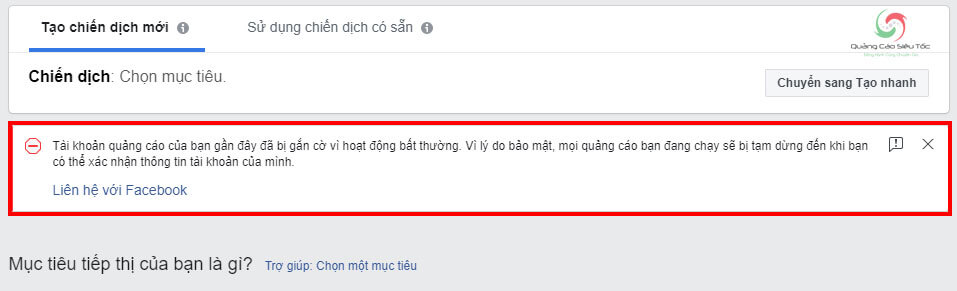 Tạo chiến dịch mới
Sử dụng chiến dịch có sẵn
Quảng Cáo Siêu Tốc
Chiến dịch: Chọn mục tiêu.
Chuyển sang Tạo nhanh
Tài khoản quảng cáo của bạn gần đây đã bị gắn cờ vì hoạt động bất thường. Vì lý do bảo mật, mọi quảng cáo bạn đang chạy sẽ bị tạm dừng đến khi bạn
có thể xác nhận thông tin tài khoản của mình.
Liên hệ với Facebook
Mục tiêu tiếp thị của bạn là gì? Trợ giúp: Chọn một mục tiêu